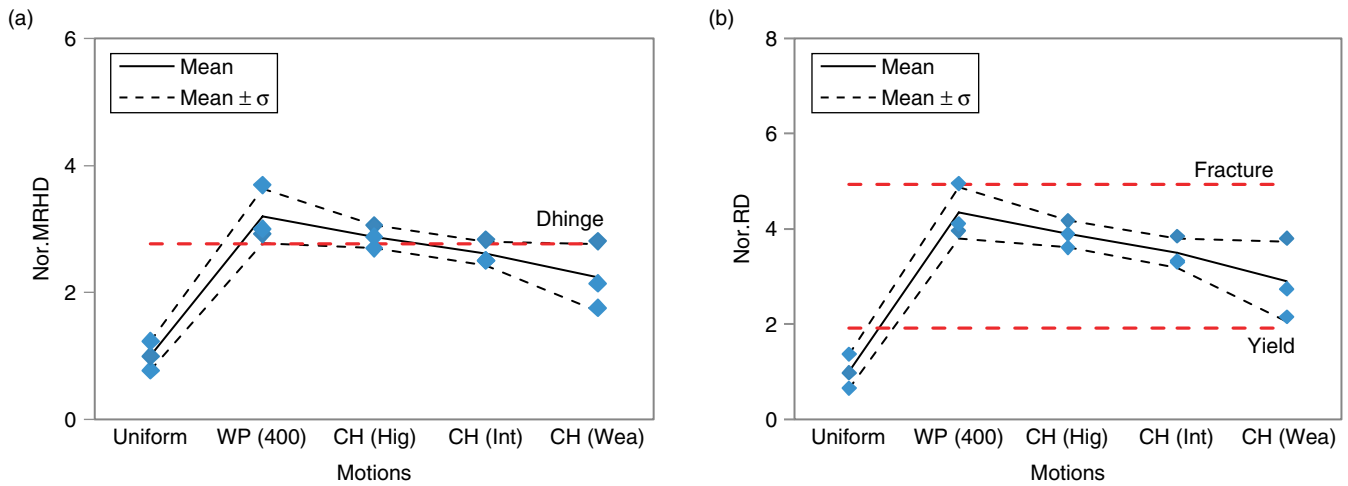 (a)
6
4
2
0
Nor.MRHD
Mean
Mean ± σ
Dhinge
Uniform WP (400) CH (Hig) CH (Int) CH (Wea)
Motions
(b)
8
6
4
2
0
Nor.RD
Mean
Mean ± σ
Fracture
Yield
Uniform WP (400) CH (Hig) CH (Int) CH (Wea)
Motions